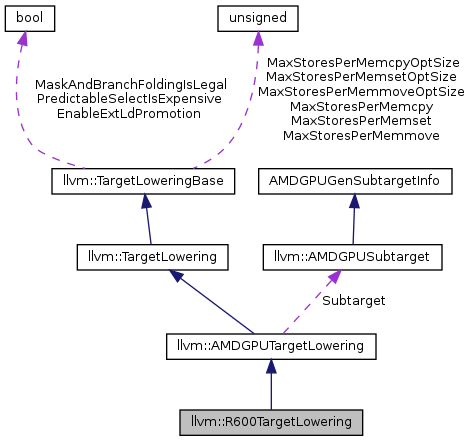 bool
unsigned
MaskAndBranchFoldingIsLegal
PredictableSelectIsExpensive
EnableExtLdPromotion
MaxStoresPerMemcpyOptSize
MaxStoresPerMemsetOptSize
MaxStoresPerMemmoveOptSize
MaxStoresPerMemcpy
MaxStoresPerMemset
MaxStoresPerMemmove
llvm::TargetLoweringBase
AMDGPUGenSubtargetInfo
llvm::TargetLowering
llvm::AMDGPUSubtarget
Subtarget
llvm::AMDGPUTargetLowering
llvm::R600TargetLowering